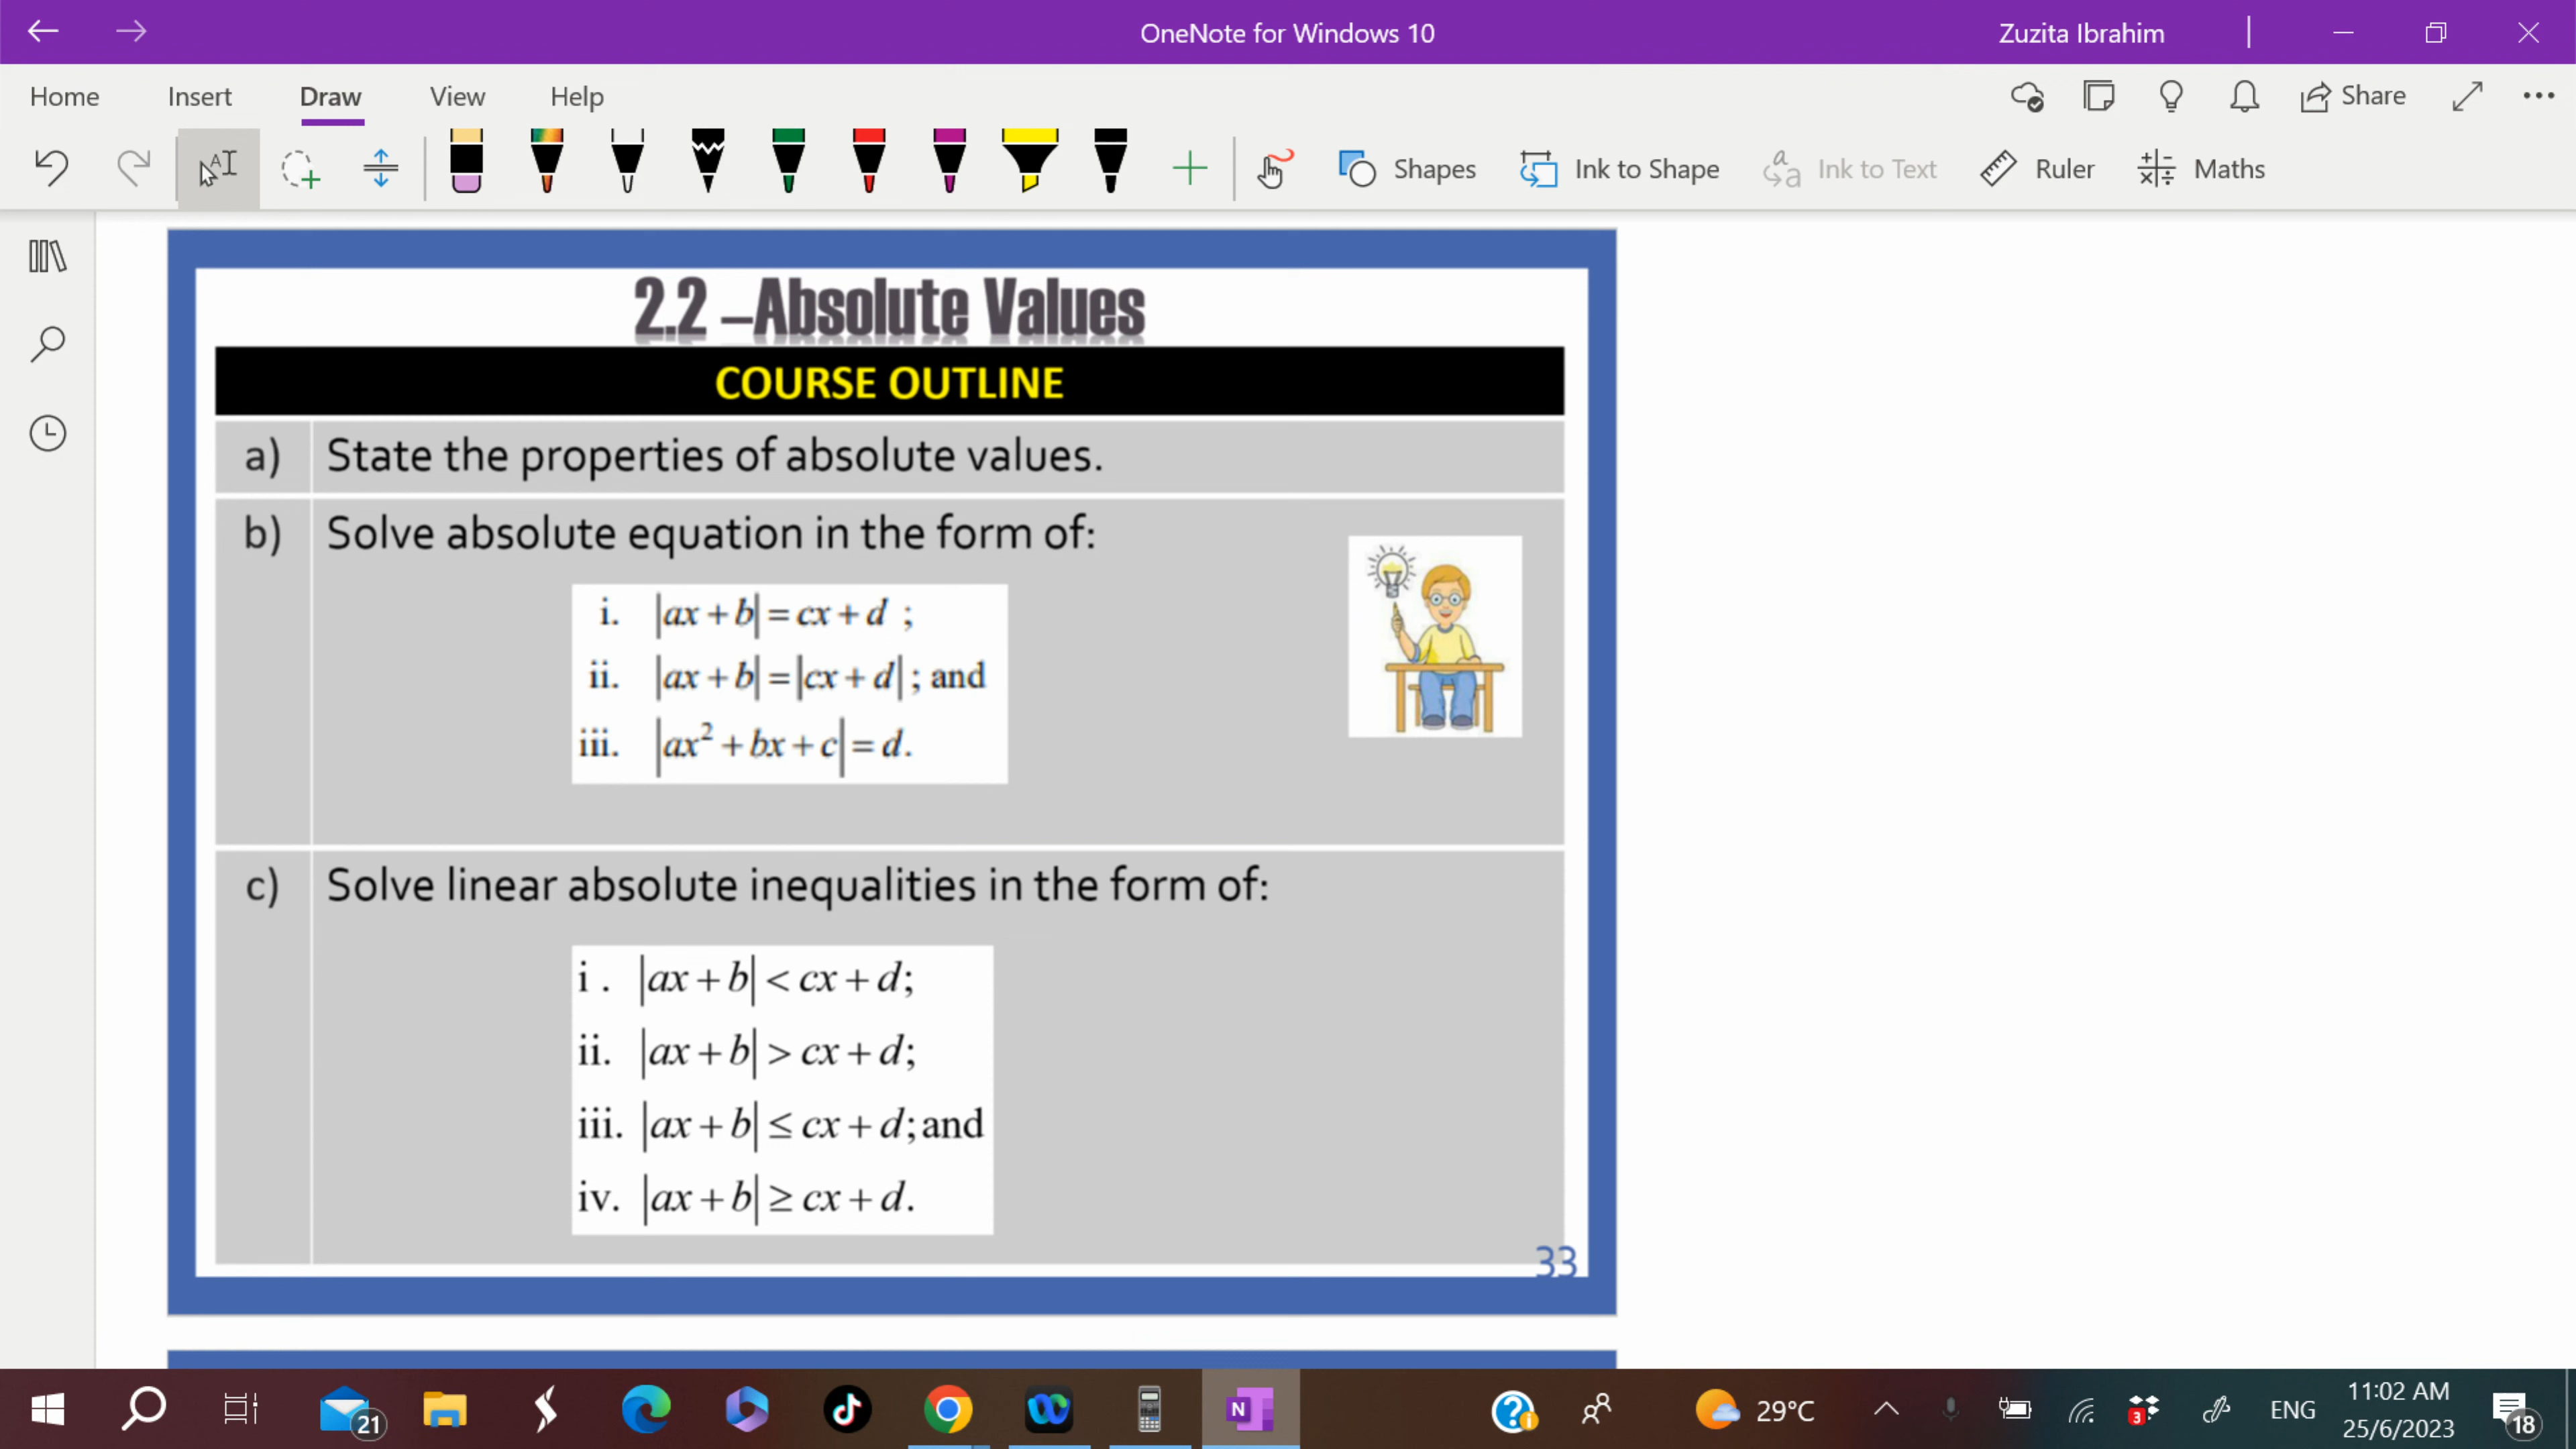 OneNote for Windows 10
Zuzita Ibrahim
Home Insert Draw View Help
Share
Shapes
Ink to Shape
Ink to Text
Ruler
Maths
2.2 –Absolute Values
COURSE OUTLINE
a) State the properties of absolute values.
b) Solve absolute equation in the form of:
i. |ax + b| = cx + d ;
ii. |ax + b| = |cx + d| ; and
iii. |ax² + bx + c| = d.
c) Solve linear absolute inequalities in the form of:
i . |ax + b| < cx + d;
ii. |ax + b| > cx + d;
iii. |ax + b| ≤ cx + d; and
iv. |ax + b| ≥ cx + d.
33
21
N
29°C
3
ENG
11:02 AM
25/6/2023
18